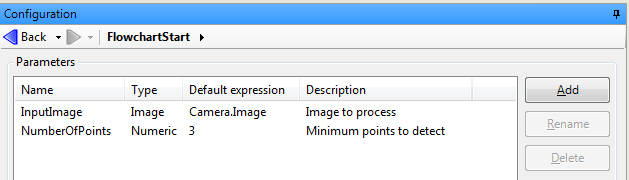 Configuration
Back FlowchartStart
Parameters
Name Type Default expression Description
InputImage Image Camera.Image Image to process
NumberOfPoints Numeric 3 Minimum points to detect
Add
Rename
Delete